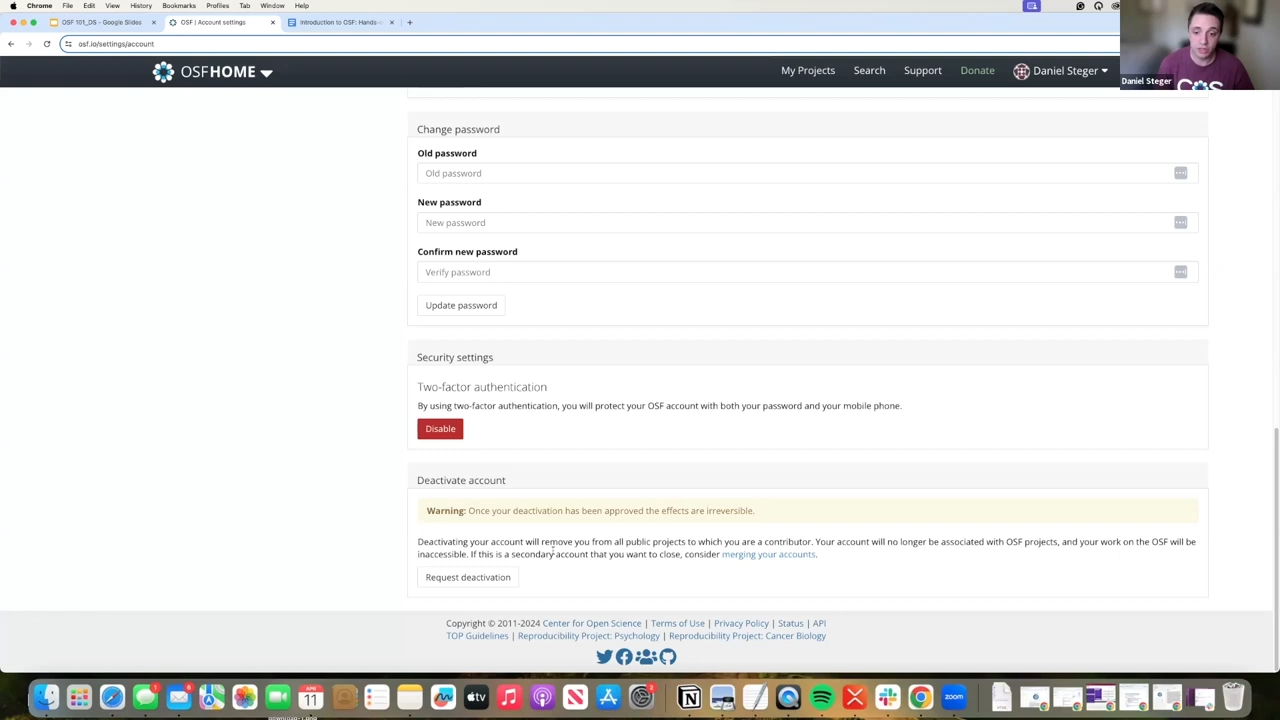 Chrome File Edit View History Bookmarks Profiles Tab Window Help
OSF 101_DS - Google Slides
OSF | Account settings
Introduction to OSF: Hands-
osf.io/settings/account
OSFHOME
My Projects
Search
Support
Donate
Daniel Steger
Daniel Steger
Change password
Old password
Old password
New password
New password
Confirm new password
Verify password
Update password
Security settings
Two-factor authentication
By using two-factor authentication, you will protect your OSF account with both your password and your mobile phone.
Disable
Deactivate account
Warning: Once your deactivation has been approved the effects are irreversible.
Deactivating your account will remove you from all public projects to which you are a contributor. Your account will no longer be associated with OSF projects, and your work on the OSF will be
inaccessible. If this is a secondary account that you want to close, consider merging your accounts.
Request deactivation
Copyright © 2011-2024 Center for Open Science | Terms of Use | Privacy Policy | Status | API
TOP Guidelines | Reproducibility Project: Psychology | Reproducibility Project: Cancer Biology
APR
11
1
6
2
tv
zoom